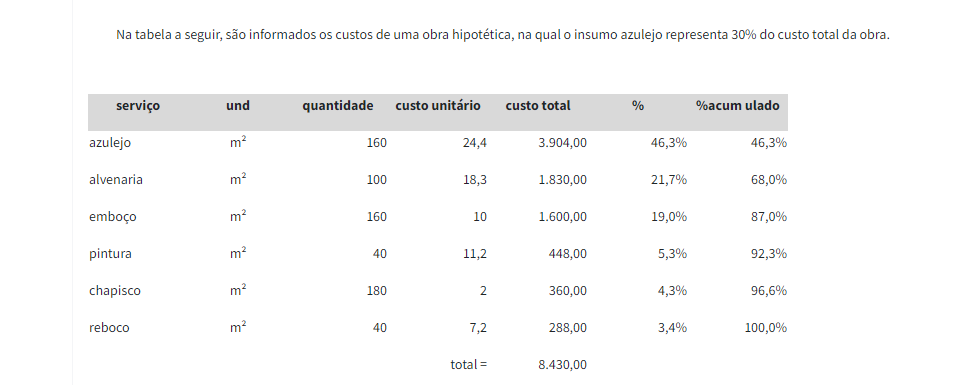 Na tabela a seguir, são informados os custos de uma obra hipotética, na qual o insumo azulejo representa 30% do custo total da obra.
serviço und quantidade custo unitário custo total % %acum ulado
azulejo m² 160 24,4 3.904,00 46,3% 46,3%
alvenaria m² 100 18,3 1.830,00 21,7% 68,0%
emboço m² 160 10 1.600,00 19,0% 87,0%
pintura m² 40 11,2 448,00 5,3% 92,3%
chapisco m² 180 2 360,00 4,3% 96,6%
reboco m² 40 7,2 288,00 3,4% 100,0%
total = 8.430,00